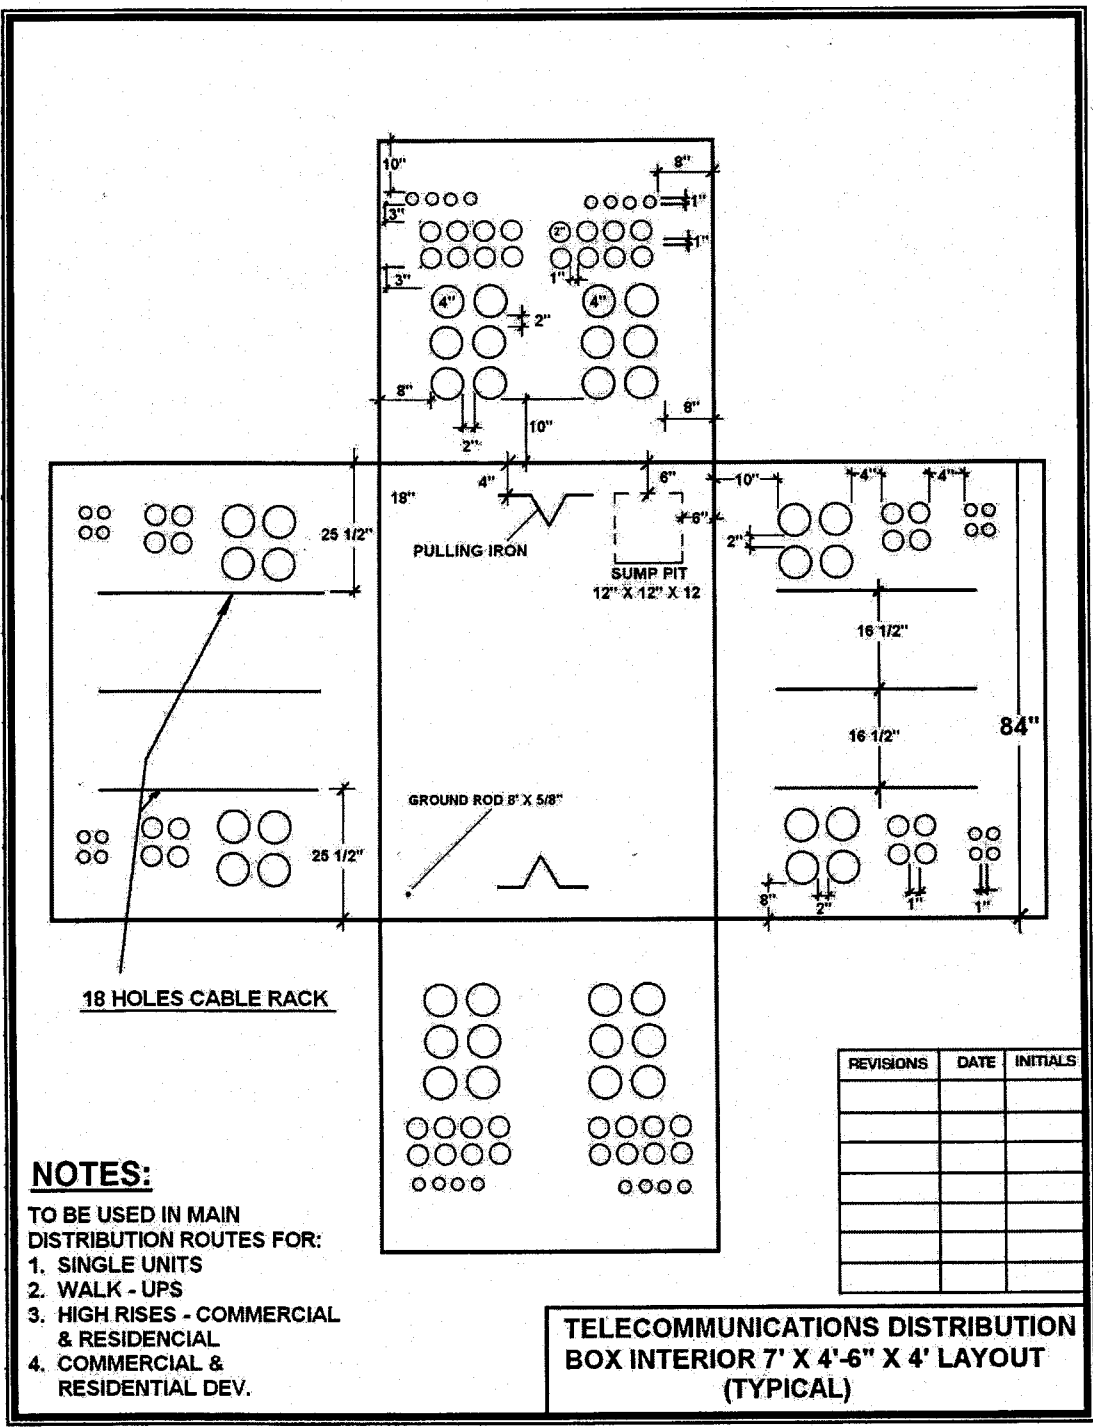 10"
8"
1"
3"
2"
1"
3"
1"
4"
4"
2"
8"
8"
2"
10"
4"
6"
10"
4"
4"
18"
25 1/2"
6"
2"
PULLING IRON
SUMP PIT
12" X 12" X 12
16 1/2"
84"
16 1/2"
GROUND ROD 8' X 5/8"
25 1/2"
8"
2"
1"
1"
18 HOLES CABLE RACK
REVISIONS DATE INITIALS
NOTES:
TO BE USED IN MAIN
DISTRIBUTION ROUTES FOR:
1. SINGLE UNITS
2. WALK - UPS
3. HIGH RISES - COMMERCIAL
& RESIDENCIAL
4. COMMERCIAL &
RESIDENTIAL DEV.
TELECOMMUNICATIONS DISTRIBUTION
BOX INTERIOR 7' X 4'-6" X 4' LAYOUT
(TYPICAL)